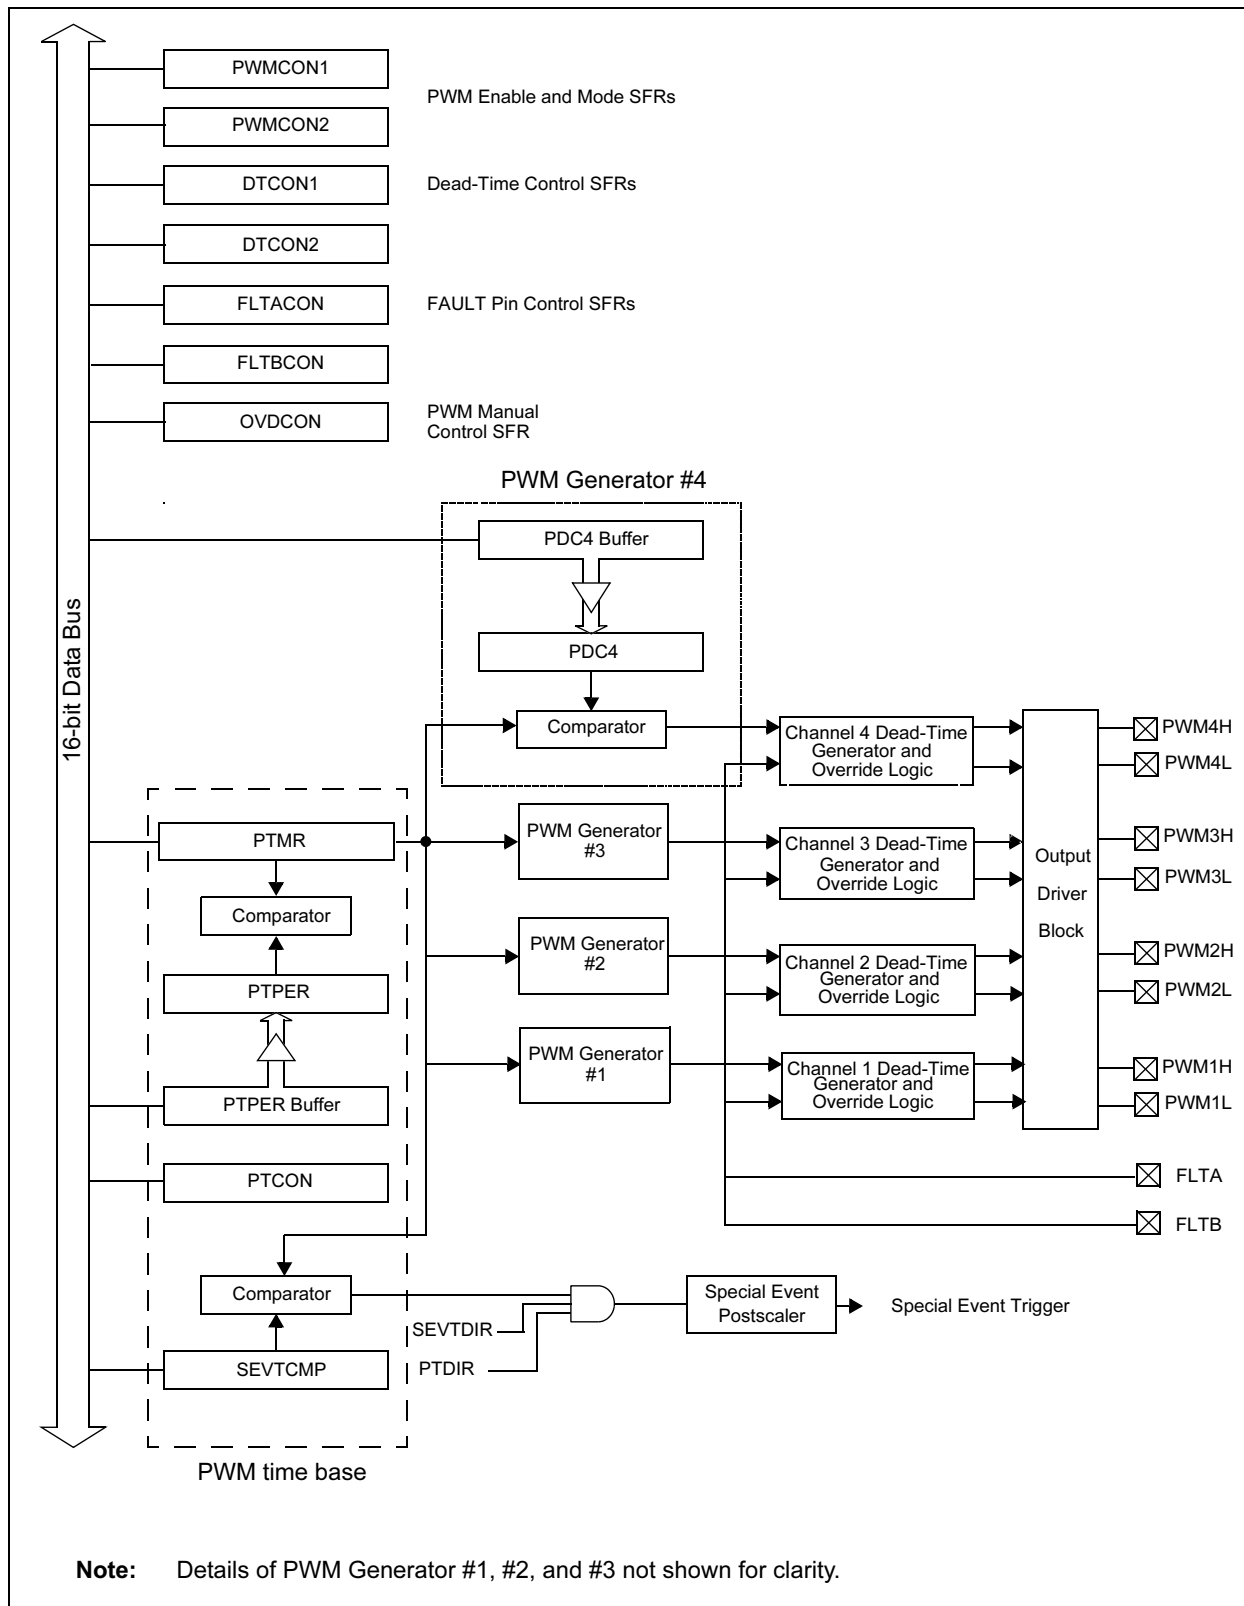 PWMCON1
PWM Enable and Mode SFRs
PWMCON2
DTCON1
Dead-Time Control SFRs
DTCON2
FLTACON
FAULT Pin Control SFRs
FLTBCON
OVDCON
PWM Manual
Control SFR
16-bit Data Bus
PWM Generator #4
PDC4 Buffer
PDC4
Comparator
Channel 4 Dead-Time
Generator and
Override Logic
PWM4H
PWM4L
PTMR
Comparator
PTPER
PTPER Buffer
PTCON
Comparator
SEVTCMP
PWM time base
PWM Generator
#3
Channel 3 Dead-Time
Generator and
Override Logic
PWM3H
PWM3L
Output
Driver
Block
PWM Generator
#2
Channel 2 Dead-Time
Generator and
Override Logic
PWM2H
PWM2L
PWM Generator
#1
Channel 1 Dead-Time
Generator and
Override Logic
PWM1H
PWM1L
FLTA
FLTB
SEVTDIR
PTDIR
Special Event
Postscaler
Special Event Trigger
Note: Details of PWM Generator #1, #2, and #3 not shown for clarity.